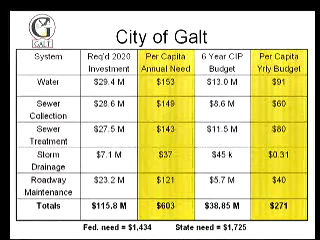 GALT
City of Galt
System Req'd 2020 Investment Per Capita Annual Need 6 Year CIP Budget Per Capita Yrly Budget
Water $29.4 M $153 $13.0 M $91
Sewer Collection $28.6 M $149 $8.6 M $60
Sewer Treatment $27.5 M $143 $11.5 M $80
Storm Drainage $7.1 M $37 $45 k $0.31
Roadway Maintenance $23.2 M $121 $5.7 M $40
Totals $115.8 M $603 $38.85 M $271
Fed. need = $1,434 State need = $1,725